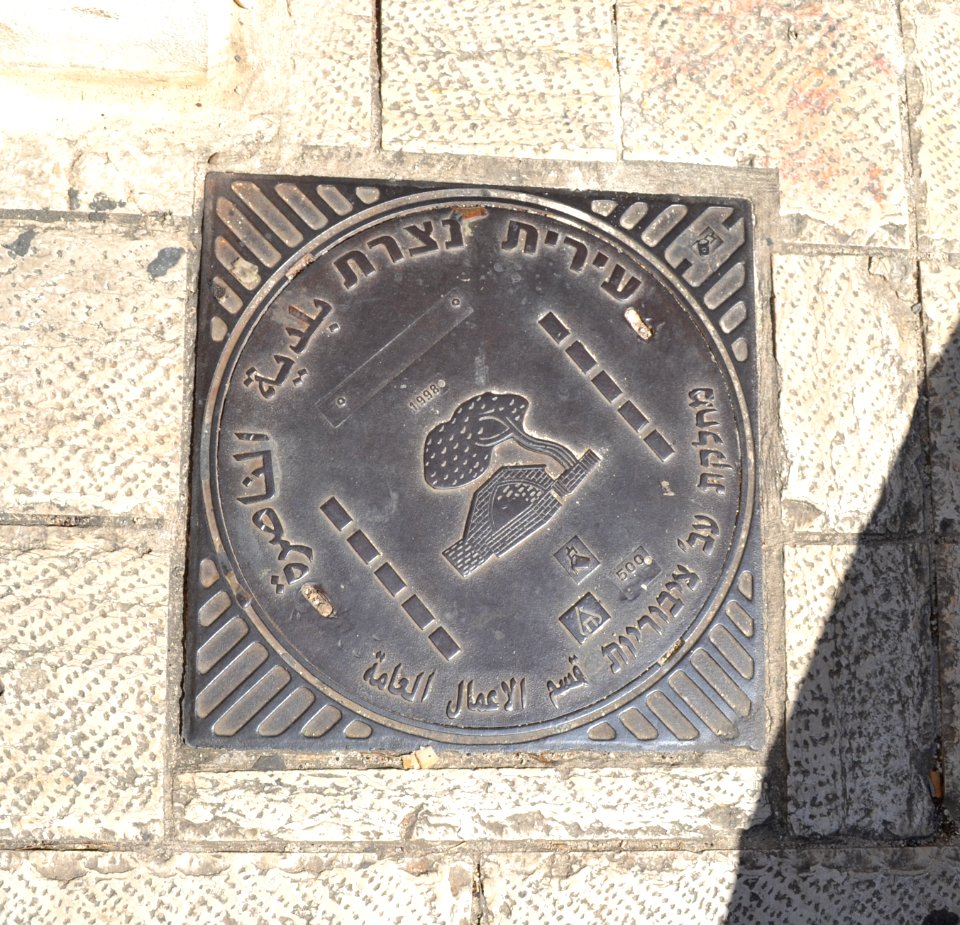 עירית נצרת
بلدية الناصرة
1998
מחלקת עב' ציבוריות
500
قسم الاعمال العامة